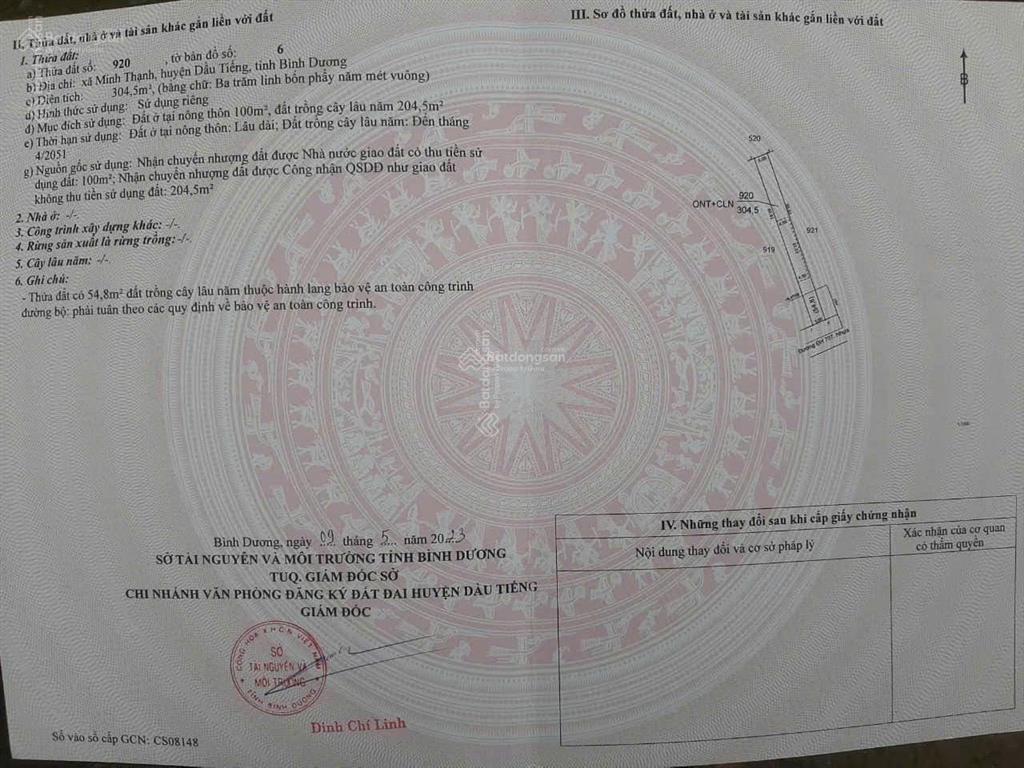 II. Thửa đất, nhà ở và tài sản khác gắn liền với đất
1. Thửa đất:
a) Thửa đất số: 920 , tờ bản đồ số: 6
b) Địa chỉ: xã Minh Thạnh, huyện Dầu Tiếng, tỉnh Bình Dương
c) Diện tích: 304,5m², (bằng chữ: Ba trăm linh bốn phẩy năm mét vuông)
d) Hình thức sử dụng: Sử dụng riêng
đ) Mục đích sử dụng: Đất ở tại nông thôn 100m², đất trồng cây lâu năm 204,5m²
e) Thời hạn sử dụng: Đất ở tại nông thôn: Lâu dài; Đất trồng cây lâu năm: Đến tháng
4/2051
g) Nguồn gốc sử dụng: Nhận chuyển nhượng đất được Nhà nước giao đất có thu tiền sử
dụng đất: 100m²; Nhận chuyển nhượng đất được Công nhận QSDĐ như giao đất
không thu tiền sử dụng đất: 204,5m²
2. Nhà ở: -/-
3. Công trình xây dựng khác: -/-.
4. Rừng sản xuất là rừng trồng: -/-.
5. Cây lâu năm: -/-
6. Ghi chú:
- Thửa đất có 54,8m² đất trồng cây lâu năm thuộc hành lang bảo vệ an toàn công trình
đường bộ: phải tuân theo các quy định về bảo vệ an toàn công trình.
Bình Dương, ngày 09 tháng 5 năm 2023
SỞ TÀI NGUYÊN VÀ MÔI TRƯỜNG TỈNH BÌNH DƯƠNG
TUQ. GIÁM ĐỐC SỞ
CHI NHÁNH VĂN PHÒNG ĐĂNG KÝ ĐẤT ĐAI HUYỆN DẦU TIẾNG
GIÁM ĐỐC
CỘNG HÒA X.H.C.N VIỆT NAM
SỞ
TÀI NGUYÊN VÀ
MÔI TRƯỜNG
TỈNH BÌNH DƯƠNG
Đinh Chí Linh
Số vào sổ cấp GCN: CS08148
III. Sơ đồ thửa đất, nhà ở và tài sản khác gắn liền với đất
B
520
ONT+CLN
920
304,5
921
919
Batdongsan
Batdongsan
IV. Những thay đổi sau khi cấp giấy chứng nhận
Nội dung thay đổi và cơ sở pháp lý
Xác nhận của cơ quan
có thẩm quyền